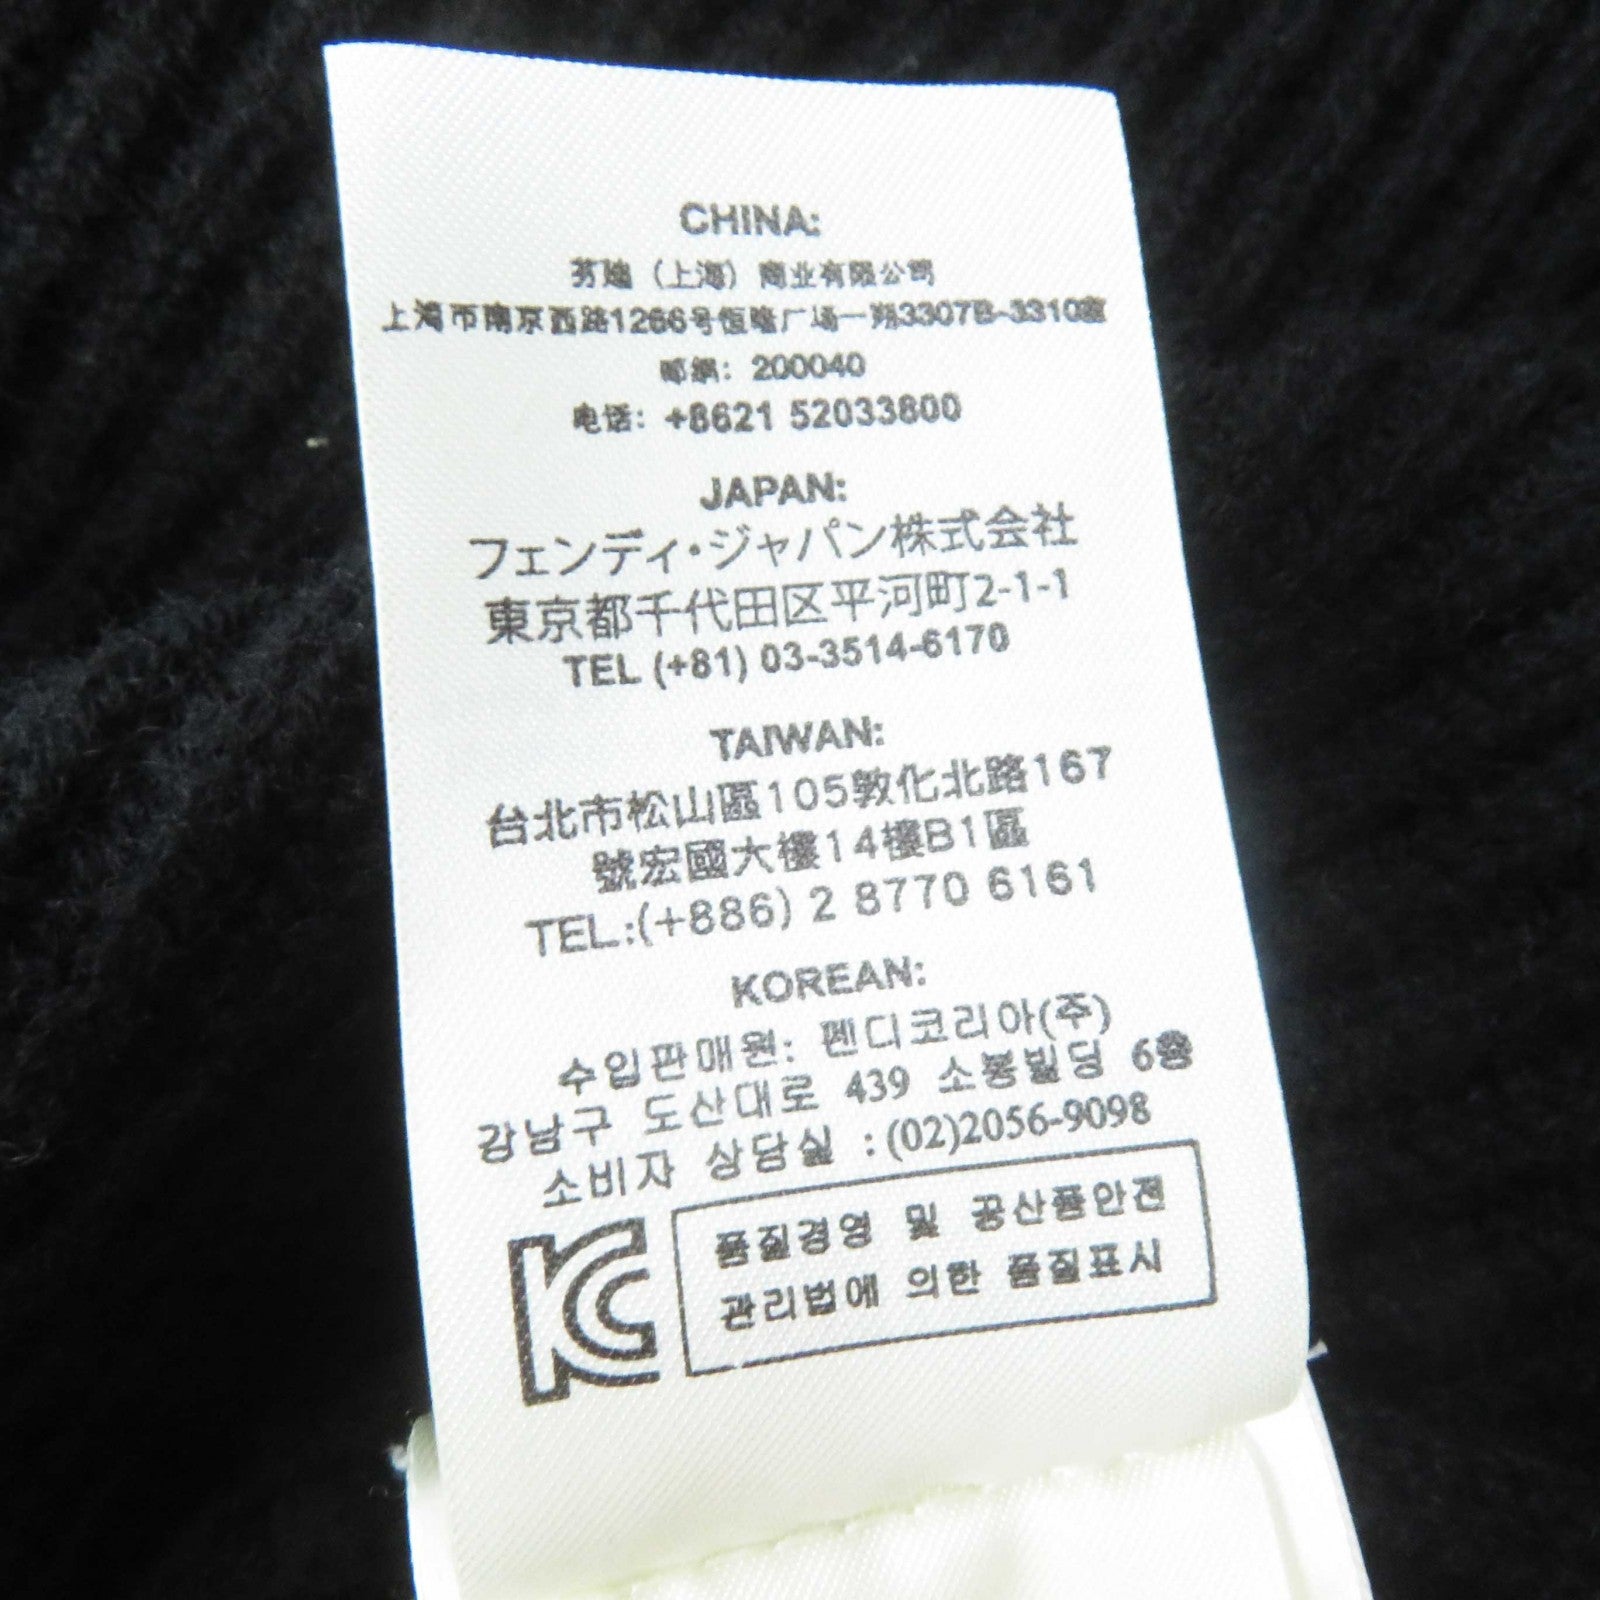 CHINA:
芬迪（上海）商业有限公司
上海市南京西路1266号恒隆广场一期3307B-3310室
邮编：200040
电话：+8621 52033800
JAPAN:
フェンディ・ジャパン株式会社
東京都千代田区平河町2-1-1
TEL (+81) 03-3514-6170
TAIWAN:
台北市松山區105敦化北路167
號宏國大樓14樓B1區
TEL:(+886) 2 8770 6161
KOREAN:
수입판매원: 펜디코리아(주)
강남구 도산대로 439 소봉빌딩 6층
소비자 상담실 :(02)2056-9098
KC
품질경영 및 공산품안전
관리법에 의한 품질표시